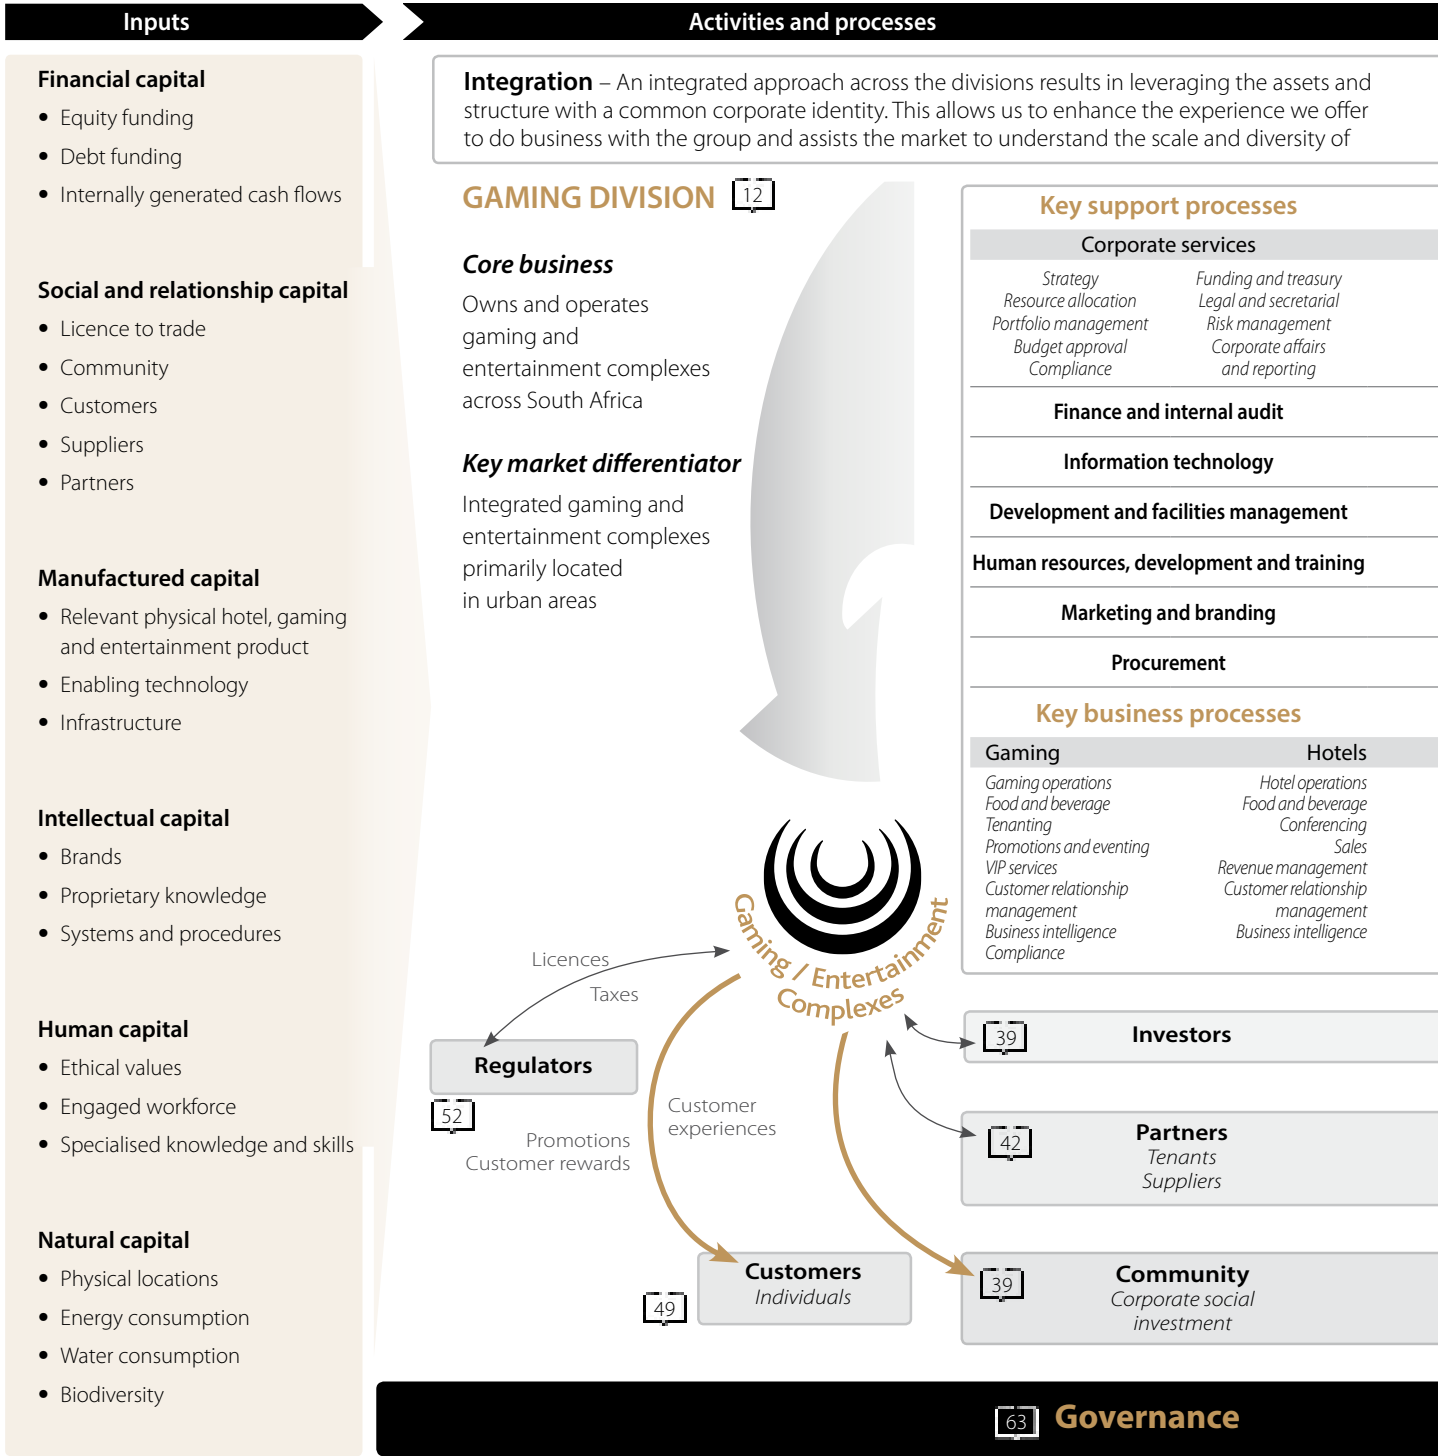 Inputs
Activities and processes
Financial capital
• Equity funding
• Debt funding
• Internally generated cash flows
Social and relationship capital
• Licence to trade
• Community
• Customers
• Suppliers
• Partners
Manufactured capital
• Relevant physical hotel, gaming
and entertainment product
• Enabling technology
• Infrastructure
Intellectual capital
• Brands
• Proprietary knowledge
• Systems and procedures
Human capital
• Ethical values
• Engaged workforce
• Specialised knowledge and skills
Natural capital
• Physical locations
• Energy consumption
• Water consumption
• Biodiversity
Integration – An integrated approach across the divisions results in leveraging the assets and
structure with a common corporate identity. This allows us to enhance the experience we offer
to do business with the group and assists the market to understand the scale and diversity of
GAMING DIVISION 12
Core business
Owns and operates
gaming and
entertainment complexes
across South Africa
Key market differentiator
Integrated gaming and
entertainment complexes
primarily located
in urban areas
Key support processes
Corporate services
Strategy
Resource allocation
Portfolio management
Budget approval
Compliance
Funding and treasury
Legal and secretarial
Risk management
Corporate affairs
and reporting
Finance and internal audit
Information technology
Development and facilities management
Human resources, development and training
Marketing and branding
Procurement
Key business processes
Gaming
Gaming operations
Food and beverage
Tenanting
Promotions and eventing
VIP services
Customer relationship
management
Business intelligence
Compliance
Hotels
Hotel operations
Food and beverage
Conferencing
Sales
Revenue management
Customer relationship
management
Business intelligence
Gaming / Entertainment
Complexes
Licences
Taxes
Regulators
52
Promotions
Customer rewards
Customer
experiences
Customers
Individuals
49
39 Investors
42 Partners
Tenants
Suppliers
39 Community
Corporate social
investment
63 Governance